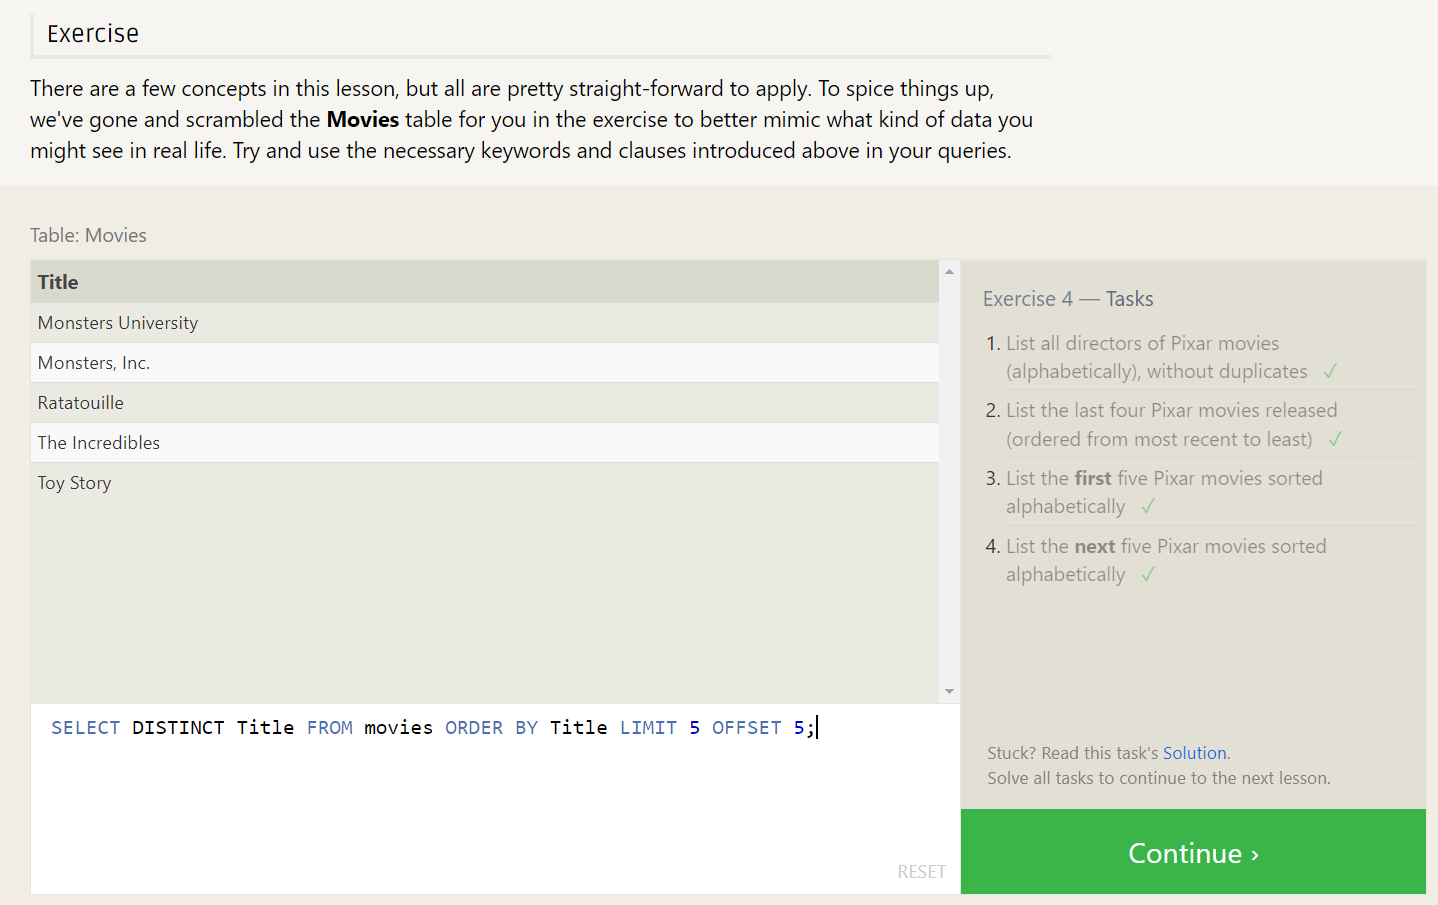 Exercise
There are a few concepts in this lesson, but all are pretty straight-forward to apply. To spice things up,
we've gone and scrambled the Movies table for you in the exercise to better mimic what kind of data you
might see in real life. Try and use the necessary keywords and clauses introduced above in your queries.
Table: Movies
Title
Monsters University
Monsters, Inc.
Ratatouille
The Incredibles
Toy Story
SELECT DISTINCT Title FROM movies ORDER BY Title LIMIT 5 OFFSET 5;
RESET
Exercise 4 — Tasks
1. List all directors of Pixar movies
(alphabetically), without duplicates ✓
2. List the last four Pixar movies released
(ordered from most recent to least) ✓
3. List the first five Pixar movies sorted
alphabetically ✓
4. List the next five Pixar movies sorted
alphabetically ✓
Stuck? Read this task's Solution.
Solve all tasks to continue to the next lesson.
Continue ›